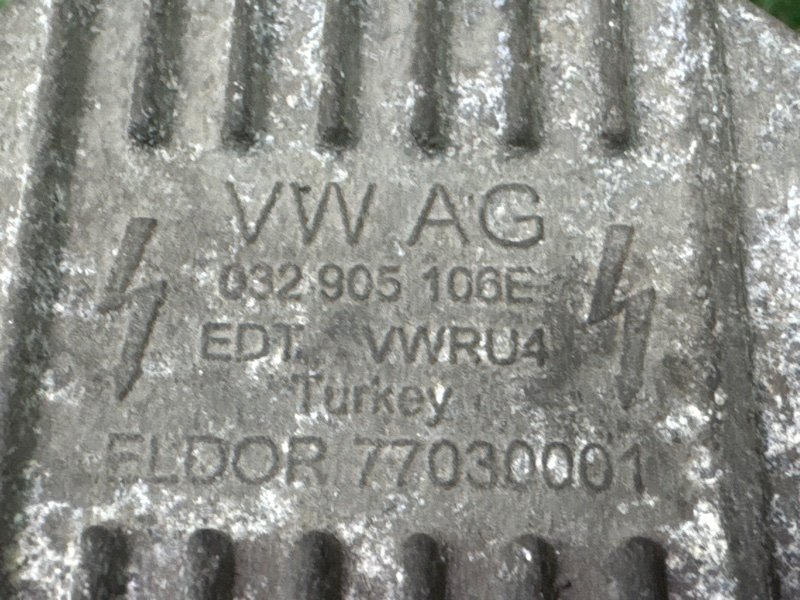 VW AG
032 905 106E
EDT. VWRU4
Turkey
ELDOR 77030001